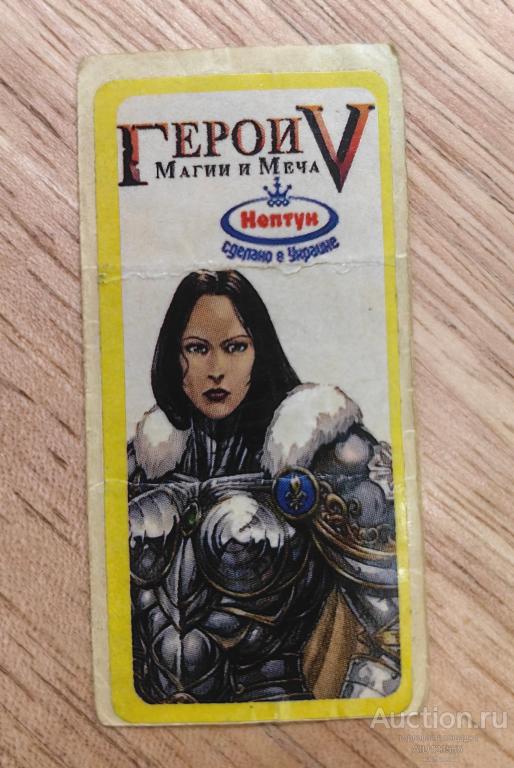 ГЕРОИ V
МАГИИ И МЕЧА
Нептун
сделано в Украине
Auction.ru